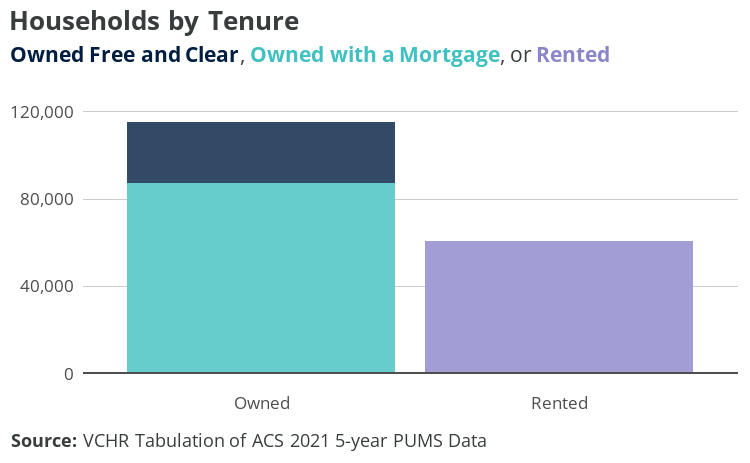 Households by Tenure
Owned Free and Clear, Owned with a Mortgage, or Rented
120,000
80,000
40,000
0
Owned Rented
Source: VCHR Tabulation of ACS 2021 5-year PUMS Data